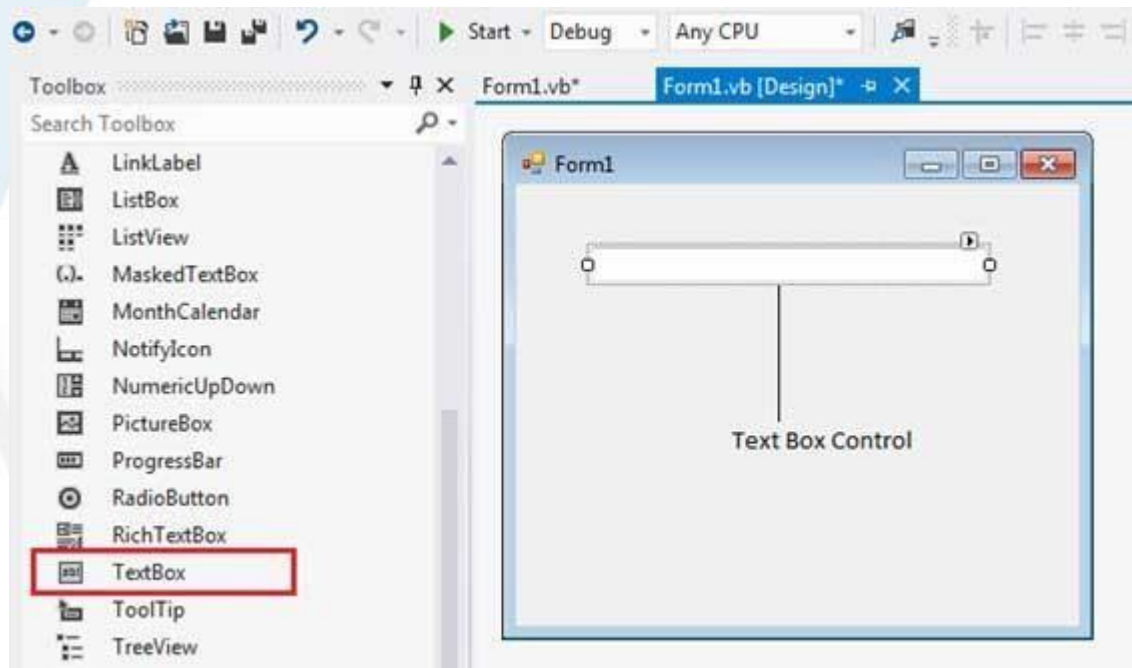 Start Debug Any CPU
Toolbox Form1.vb* Form1.vb [Design]*
Search Toolbox
Form1
LinkLabel
ListBox
ListView
MaskedTextBox
MonthCalendar
NotifyIcon
NumericUpDown
PictureBox
ProgressBar
RadioButton
RichTextBox
TextBox
ToolTip
TreeView
Text Box Control